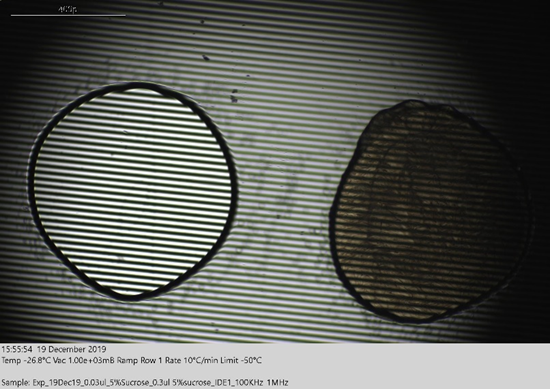 400µ
15:55:54 19 December 2019
Temp -26.8°C Vac 1.00e+03mB Ramp Row 1 Rate 10°C/min Limit -50°C
Sample: Exp_19Dec19_0.03ul_5%Sucrose_0.3ul 5%sucrose_IDE1_100KHz 1MHz